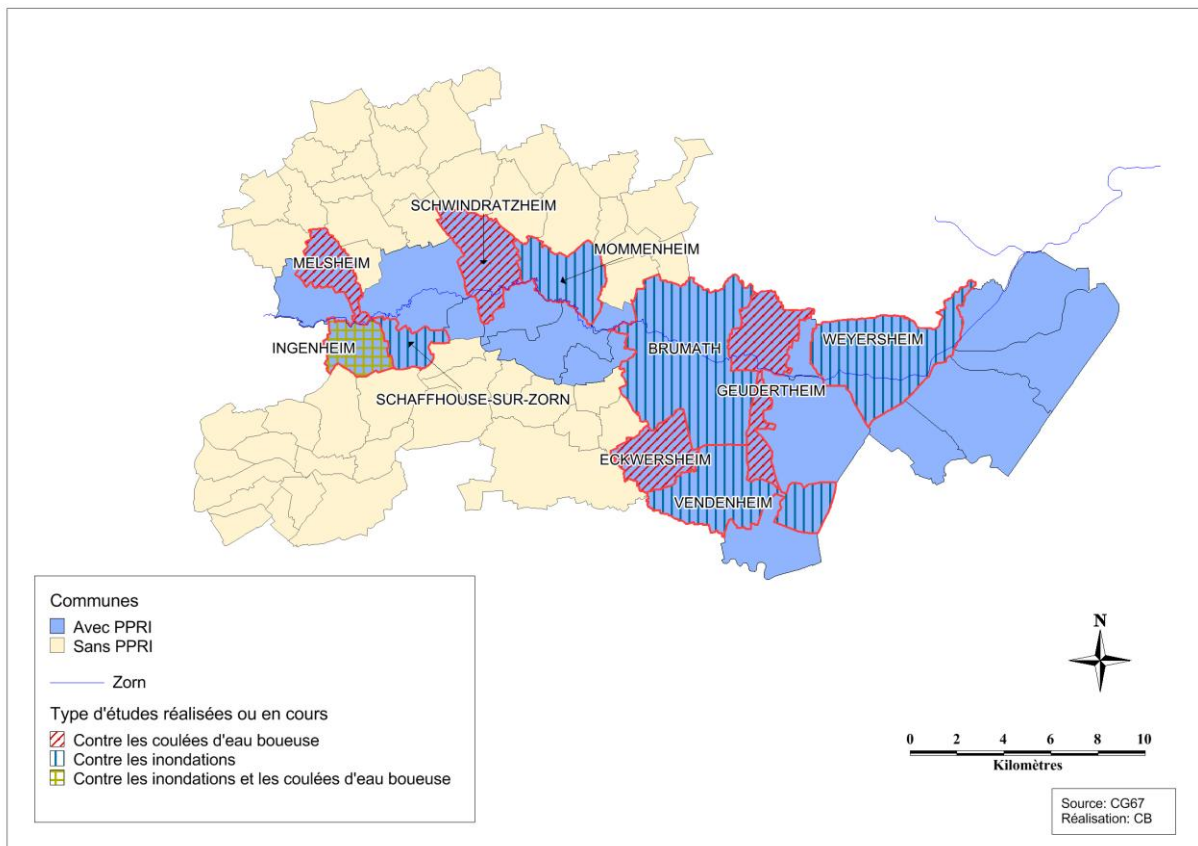 SCHWINDRATZHEIM
MOMMENHEIM
MELSHEIM
INGENHEIM
BRUMATH
WEYERSHEIM
GEUDERTHEIM
SCHAFFHOUSE-SUR-ZORN
ECKWERSHEIM
VENDENHEIM
Communes
Avec PPRI
Sans PPRI
Zorn
Type d'études réalisées ou en cours
Contre les coulées d'eau boueuse
Contre les inondations
Contre les inondations et les coulées d'eau boueuse
N
0 2 4 6 8 10
Kilomètres
Source: CG67
Réalisation: CB